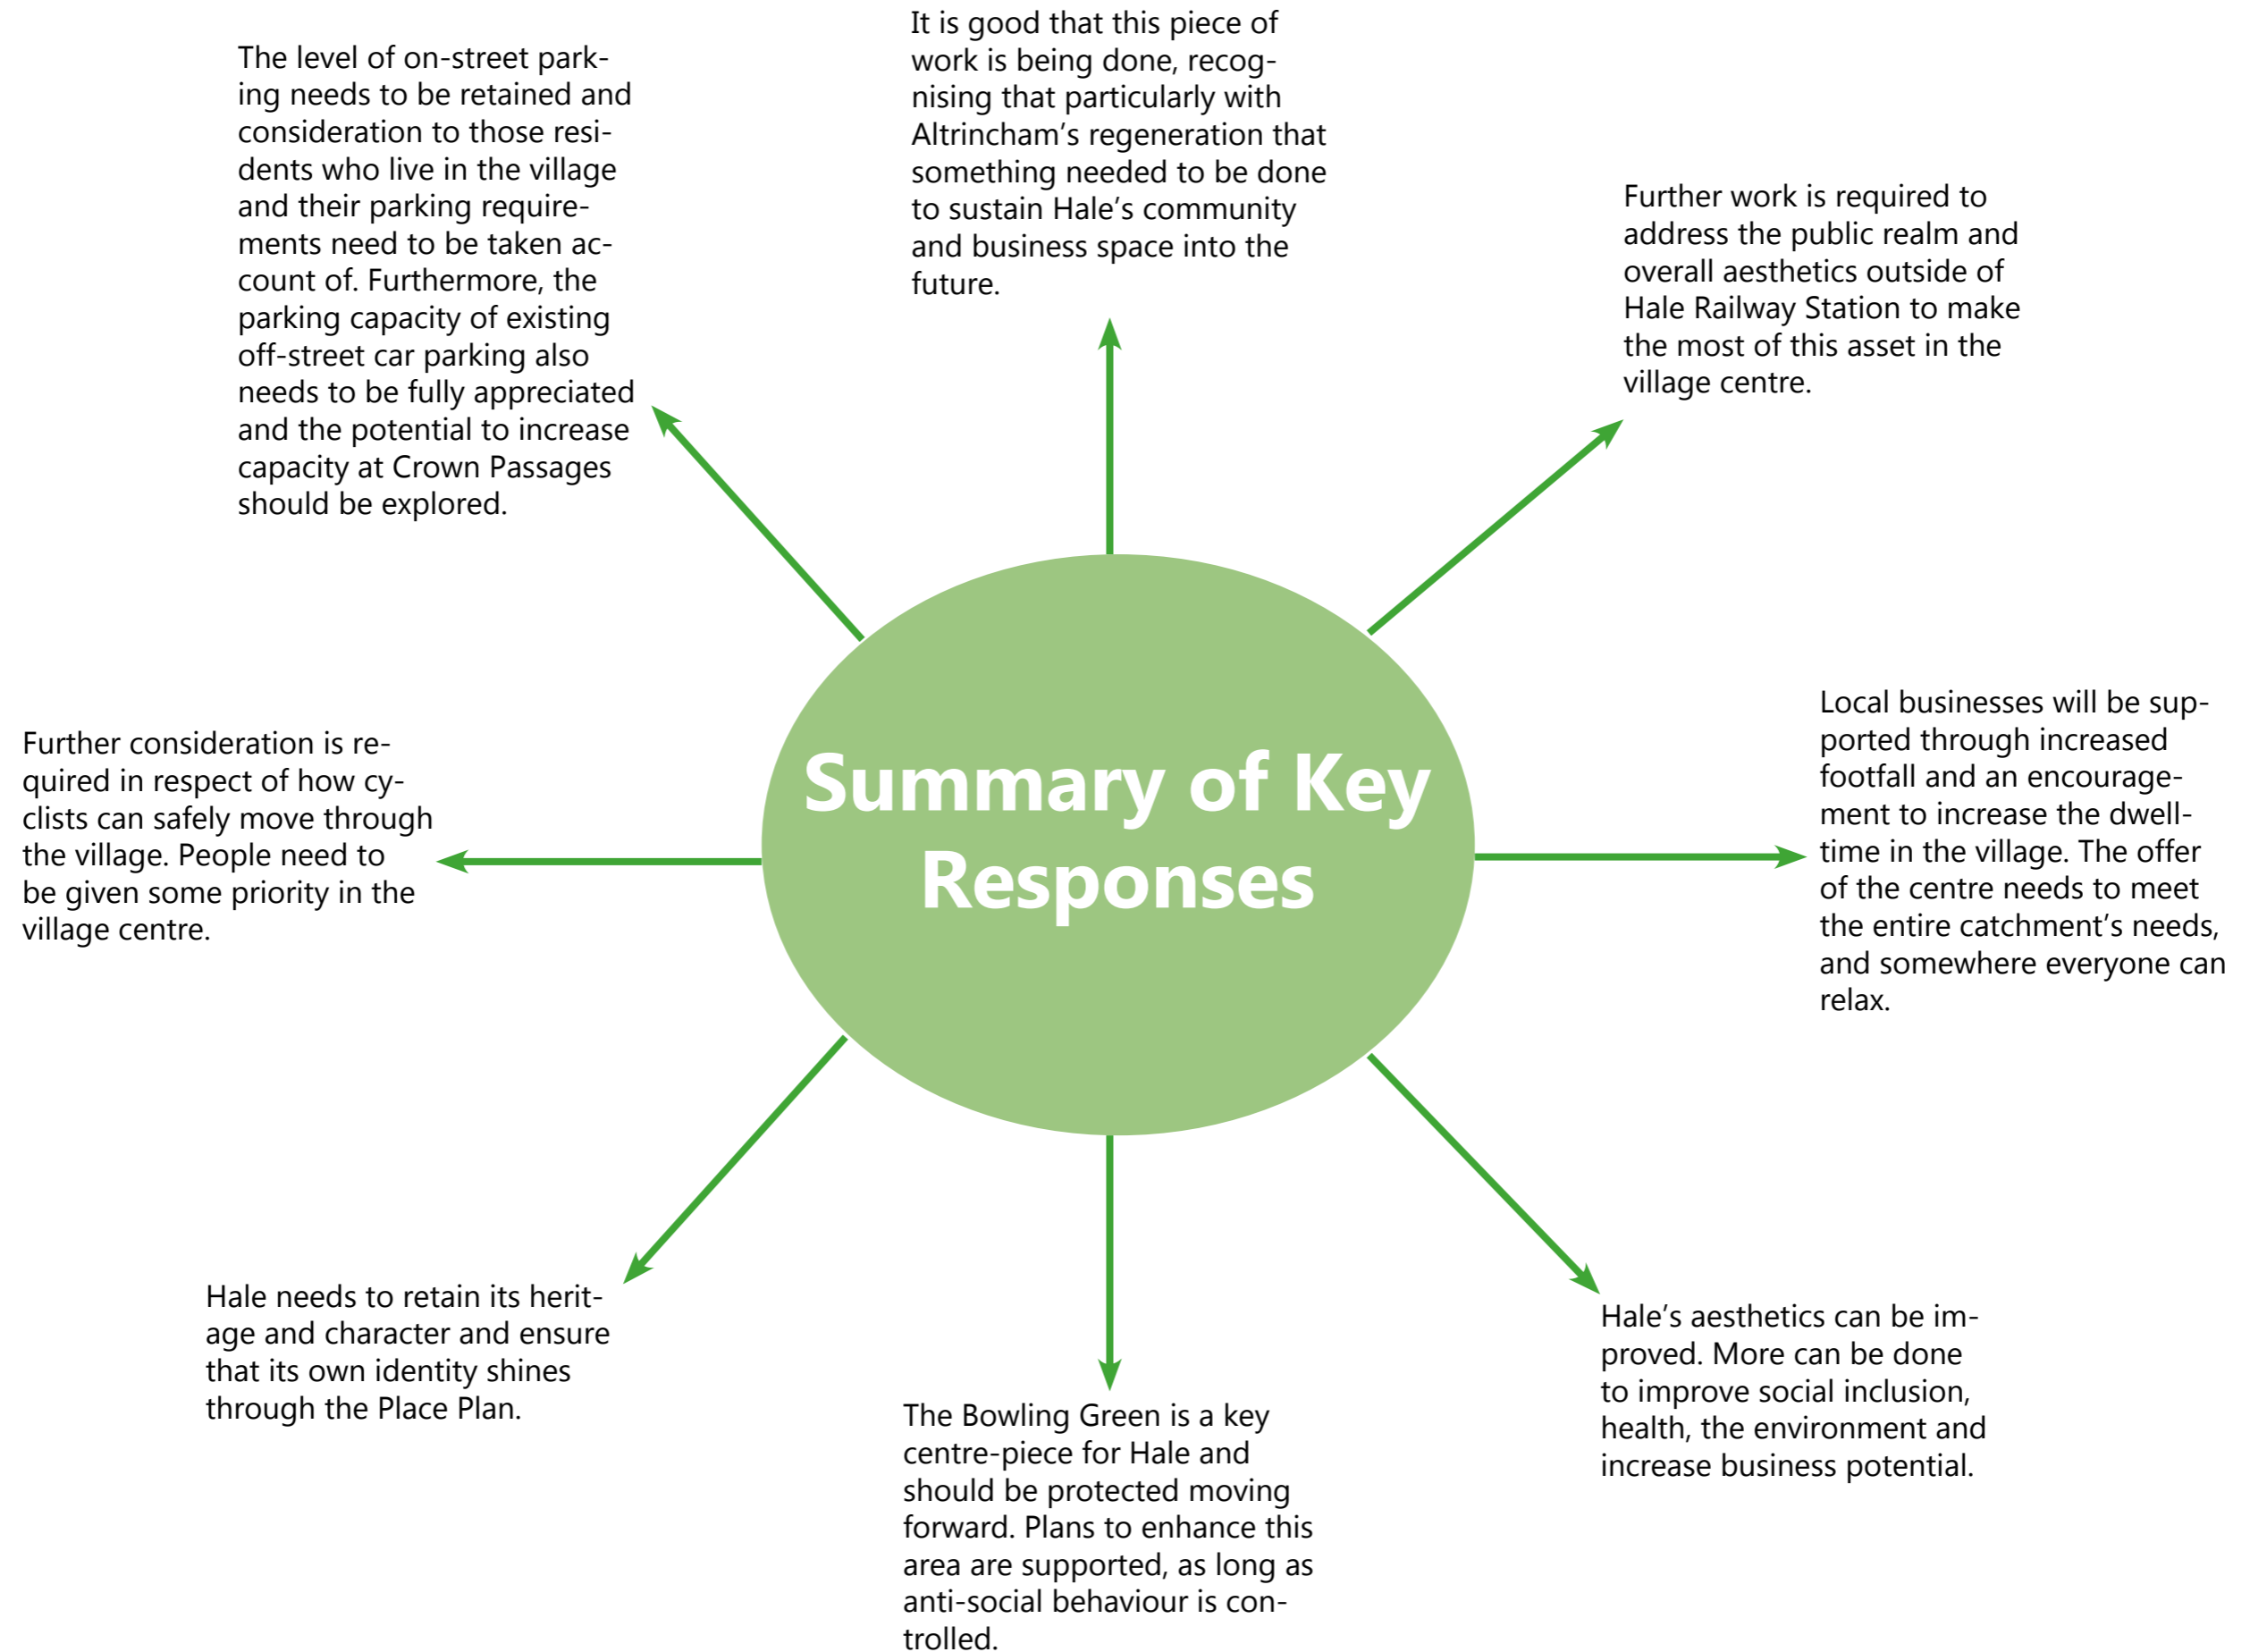 The level of on-street park-
ing needs to be retained and
consideration to those resi-
dents who live in the village
and their parking require-
ments need to be taken ac-
count of. Furthermore, the
parking capacity of existing
off-street car parking also
needs to be fully appreciated
and the potential to increase
capacity at Crown Passages
should be explored.
It is good that this piece of
work is being done, recog-
nising that particularly with
Altrincham’s regeneration that
something needed to be done
to sustain Hale’s community
and business space into the
future.
Further work is required to
address the public realm and
overall aesthetics outside of
Hale Railway Station to make
the most of this asset in the
village centre.
Further consideration is re-
quired in respect of how cy-
clists can safely move through
the village. People need to
be given some priority in the
village centre.
Summary of Key
Responses
Local businesses will be sup-
ported through increased
footfall and an encourage-
ment to increase the dwell-
time in the village. The offer
of the centre needs to meet
the entire catchment’s needs,
and somewhere everyone can
relax.
Hale needs to retain its herit-
age and character and ensure
that its own identity shines
through the Place Plan.
The Bowling Green is a key
centre-piece for Hale and
should be protected moving
forward. Plans to enhance this
area are supported, as long as
anti-social behaviour is con-
trolled.
Hale’s aesthetics can be im-
proved. More can be done
to improve social inclusion,
health, the environment and
increase business potential.